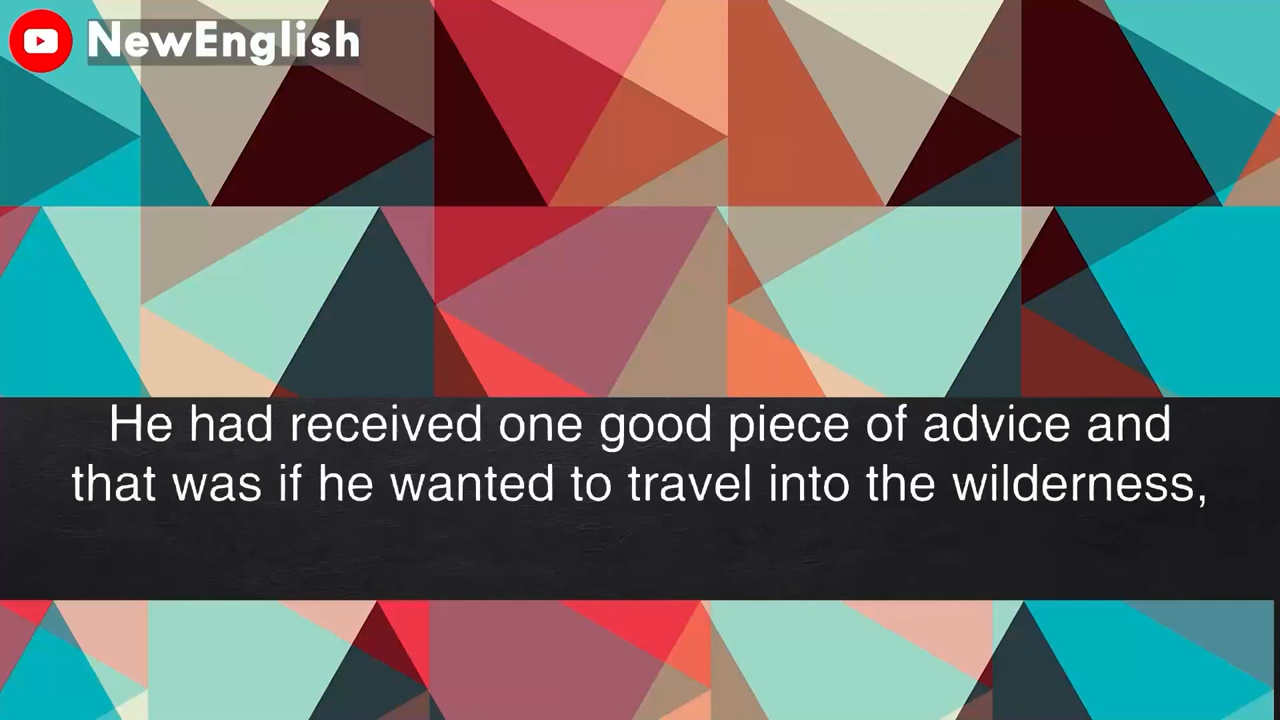 NewEnglish
He had received one good piece of advice and
that was if he wanted to travel into the wilderness,